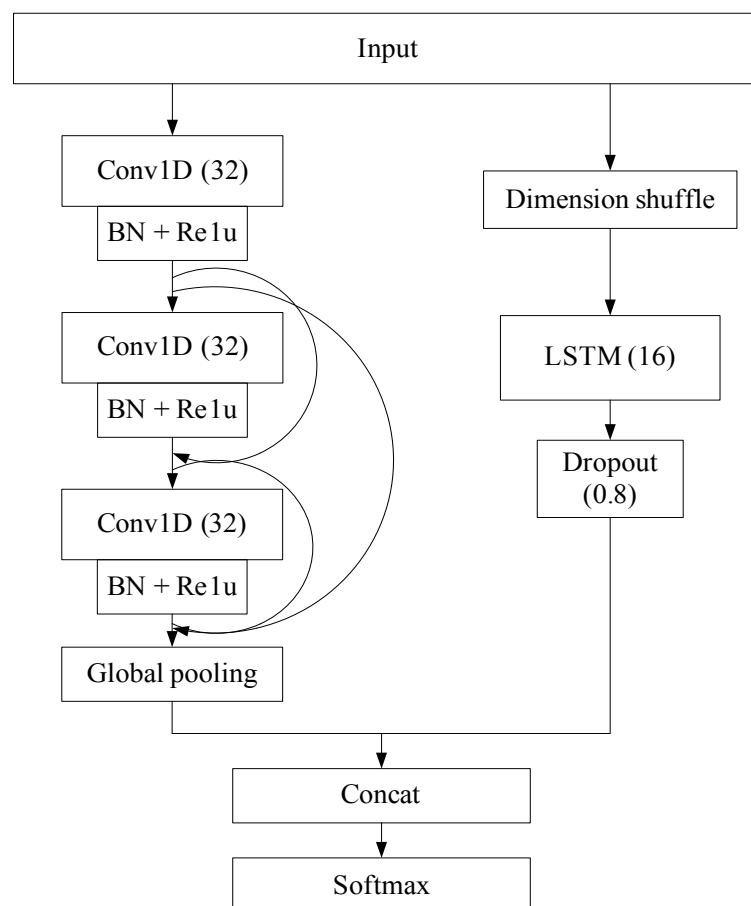 Input
Conv1D (32)
BN + Re1u
Conv1D (32)
BN + Re1u
Conv1D (32)
BN + Re1u
Global pooling
Dimension shuffle
LSTM (16)
Dropout
(0.8)
Concat
Softmax